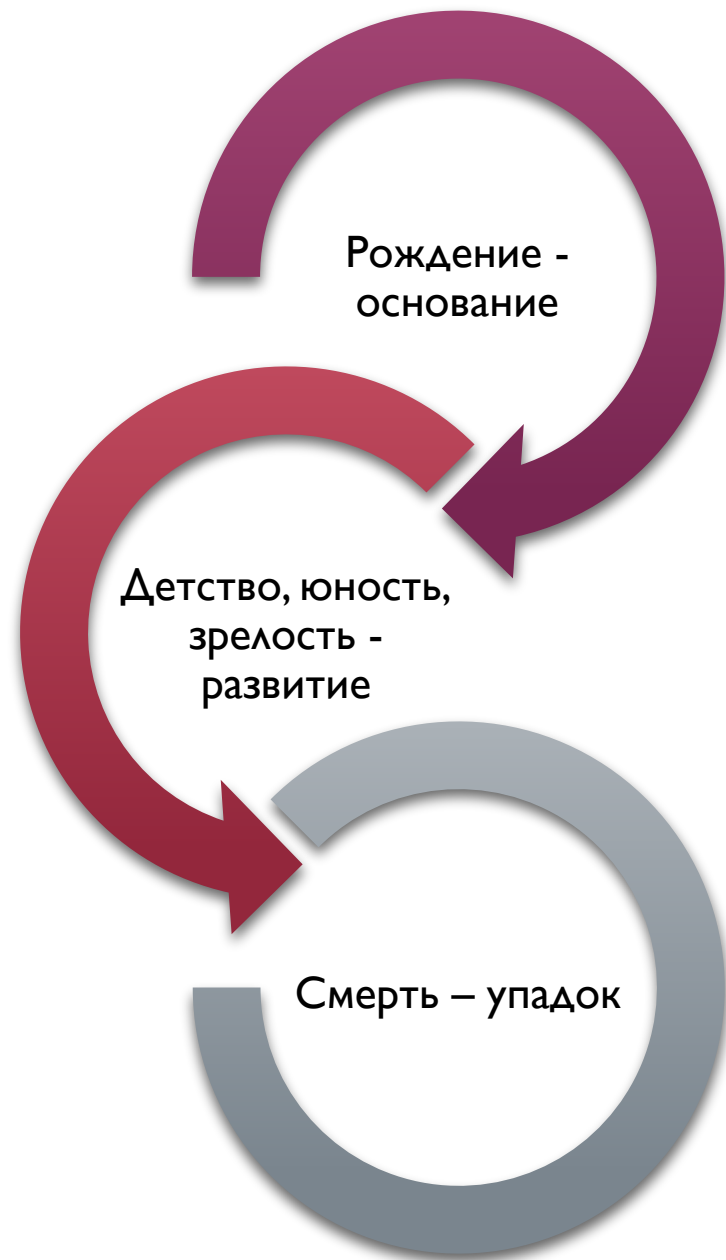 Рождение -
основание
Детство, юность,
зрелость -
развитие
Смерть – упадок